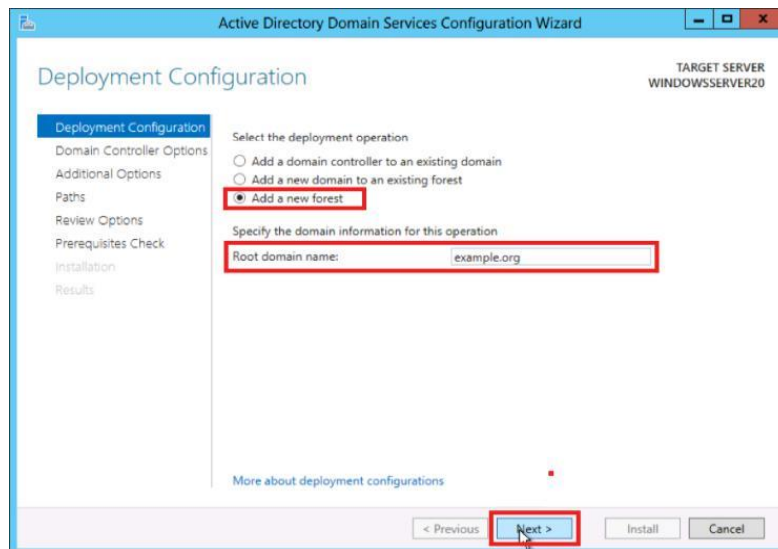 Active Directory Domain Services Configuration Wizard
Deployment Configuration
TARGET SERVER
WINDOWSSERVER20
Deployment Configuration
Domain Controller Options
Additional Options
Paths
Review Options
Prerequisites Check
Installation
Results
Select the deployment operation
Add a domain controller to an existing domain
Add a new domain to an existing forest
Add a new forest
Specify the domain information for this operation
Root domain name: example.org
More about deployment configurations
< Previous Next > Install Cancel